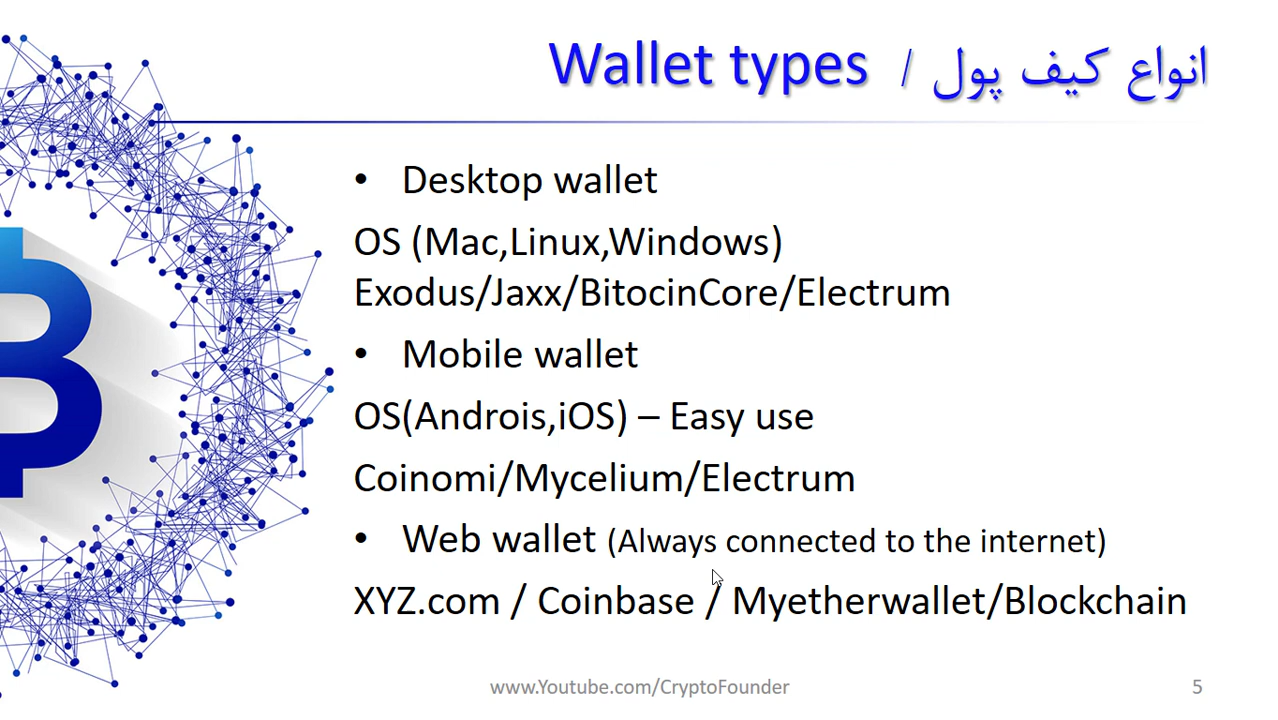 Wallet types / انواع کیف پول
• Desktop wallet
OS (Mac,Linux,Windows)
Exodus/Jaxx/BitocinCore/Electrum
• Mobile wallet
OS(Androis,iOS) – Easy use
Coinomi/Mycelium/Electrum
• Web wallet (Always connected to the internet)
XYZ.com / Coinbase / Myetherwallet/Blockchain
www.Youtube.com/CryptoFounder
5